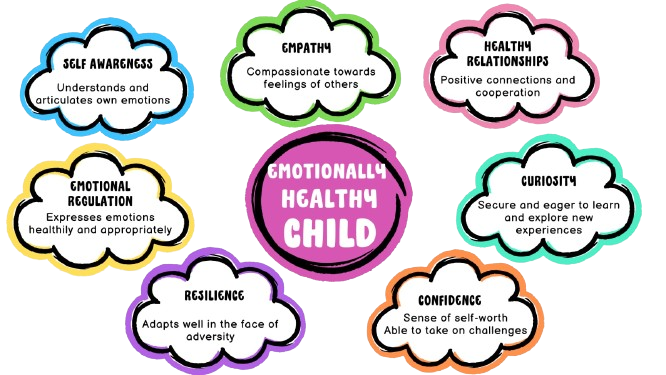 SELF AWARENESS
Understands and
articulates own emotions
EMPATHY
Compassionate towards
feelings of others
HEALTHY
RELATIONSHIPS
Positive connections and
cooperation
EMOTIONAL
REGULATION
Expresses emotions
healthily and appropriately
EMOTIONALLY
HEALTHY
CHILD
CURIOSITY
Secure and eager to learn
and explore new
experiences
RESILIENCE
Adapts well in the face of
adversity
CONFIDENCE
Sense of self-worth
Able to take on challenges